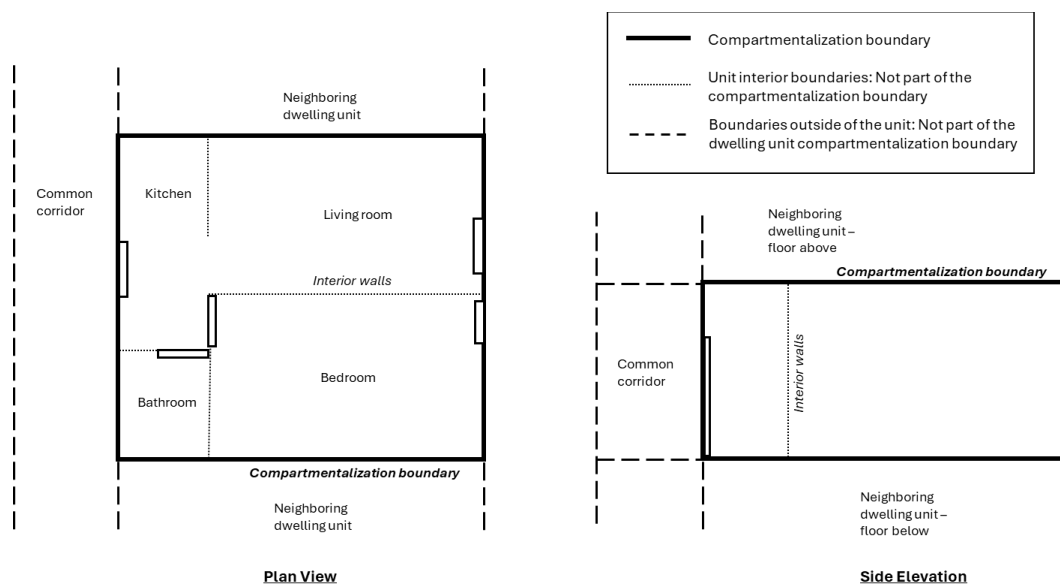 Compartmentalization boundary
Unit interior boundaries: Not part of the
compartmentalization boundary
Boundaries outside of the unit: Not part of the
dwelling unit compartmentalization boundary
Neighboring
dwelling unit
Common
corridor
Kitchen
Living room
Interior walls
Bedroom
Bathroom
Compartmentalization boundary
Neighboring
dwelling unit
Plan View
Neighboring
dwelling unit –
floor above
Compartmentalization boundary
Common
corridor
Interior walls
Neighboring
dwelling unit –
floor below
Side Elevation